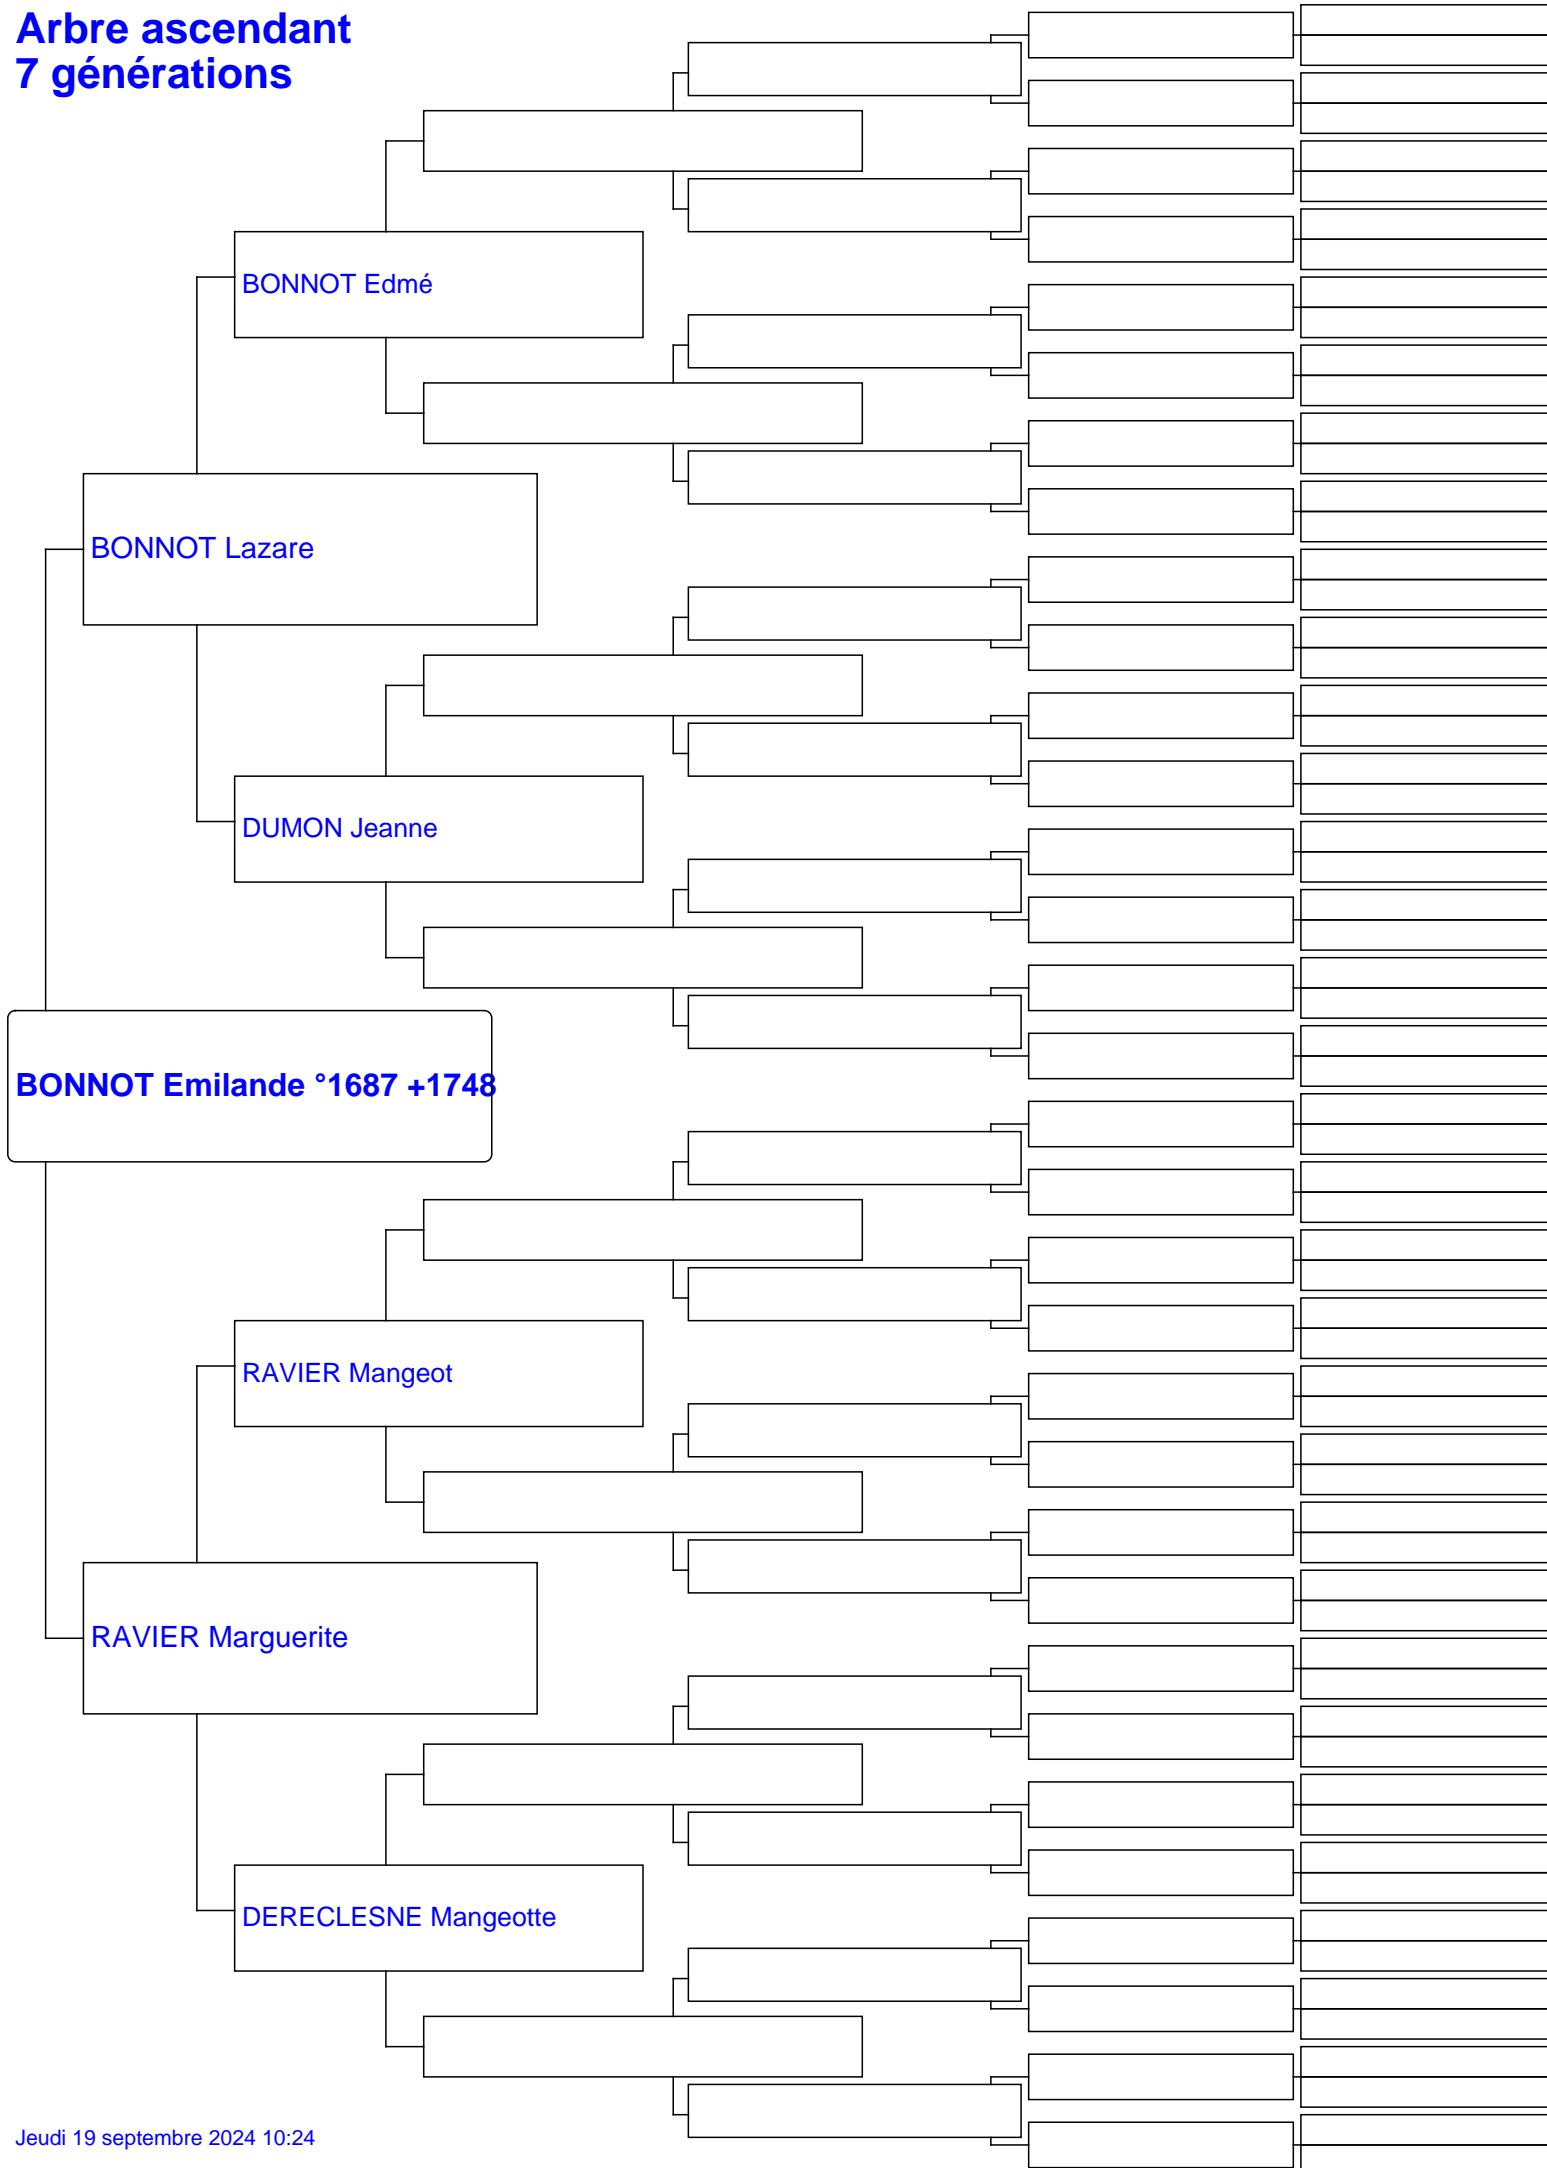 Arbre ascendant
7 générations
BONNOT Edmé
BONNOT Lazare
DUMON Jeanne
BONNOT Emilande °1687 +1748
RAVIER Mangeot
RAVIER Marguerite
DERECLESNE Mangeotte
Jeudi 19 septembre 2024 10:24